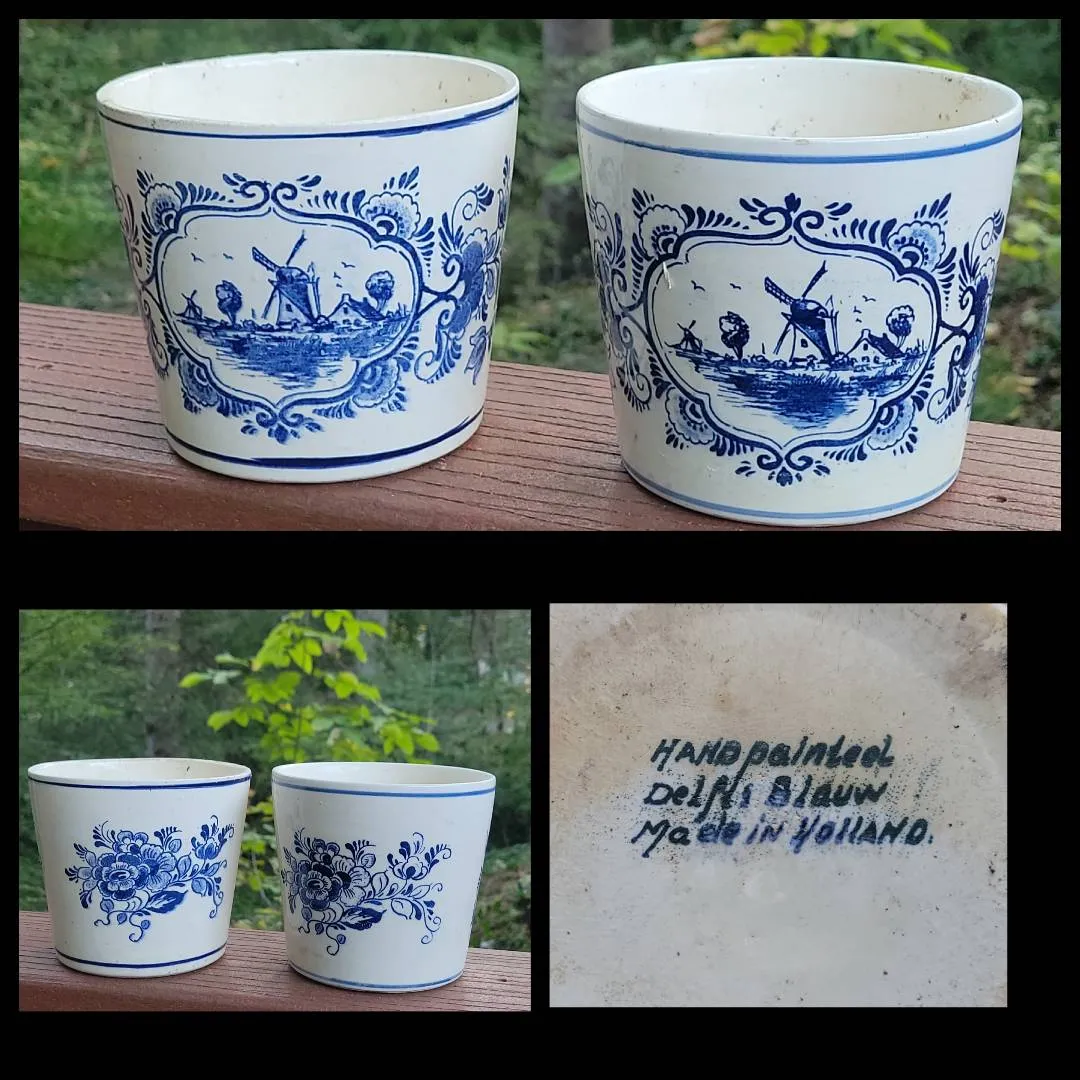 HAND painted
Delfts Blauw
Made in HOLLAND.